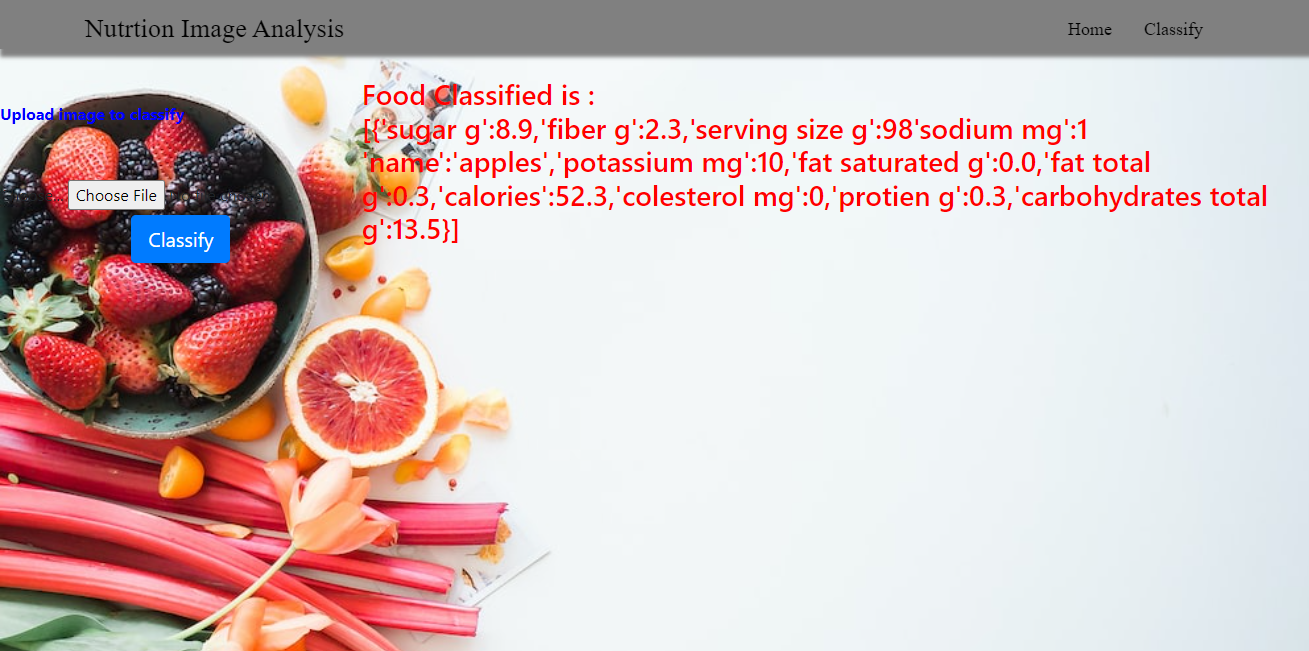 Nutrtion Image Analysis
Home
Classify
Upload image to classify
Choose File
Classify
Food Classified is :
[{'sugar g':8.9,'fiber g':2.3,'serving size g':98'sodium mg':1
'name':'apples','potassium mg':10,'fat saturated g':0.0,'fat total
g':0.3,'calories':52.3,'colesterol mg':0,'protien g':0.3,'carbohydrates total
g':13.5}]